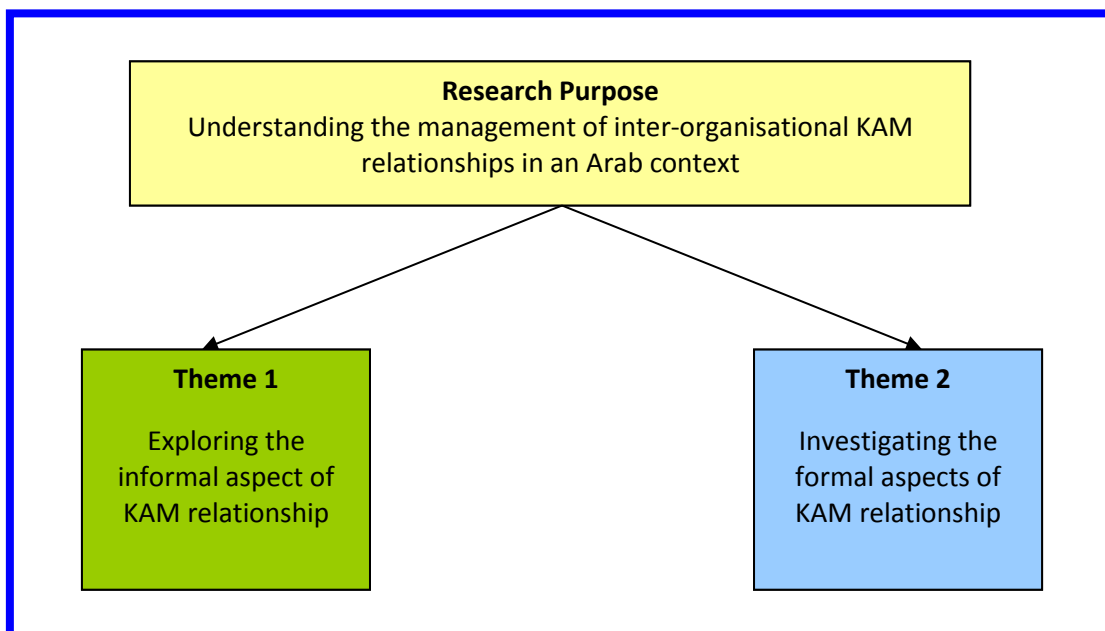 Research Purpose
Understanding the management of inter-organisational KAM
relationships in an Arab context
Theme 1
Exploring the
informal aspect of
KAM relationship
Theme 2
Investigating the
formal aspects of
KAM relationship